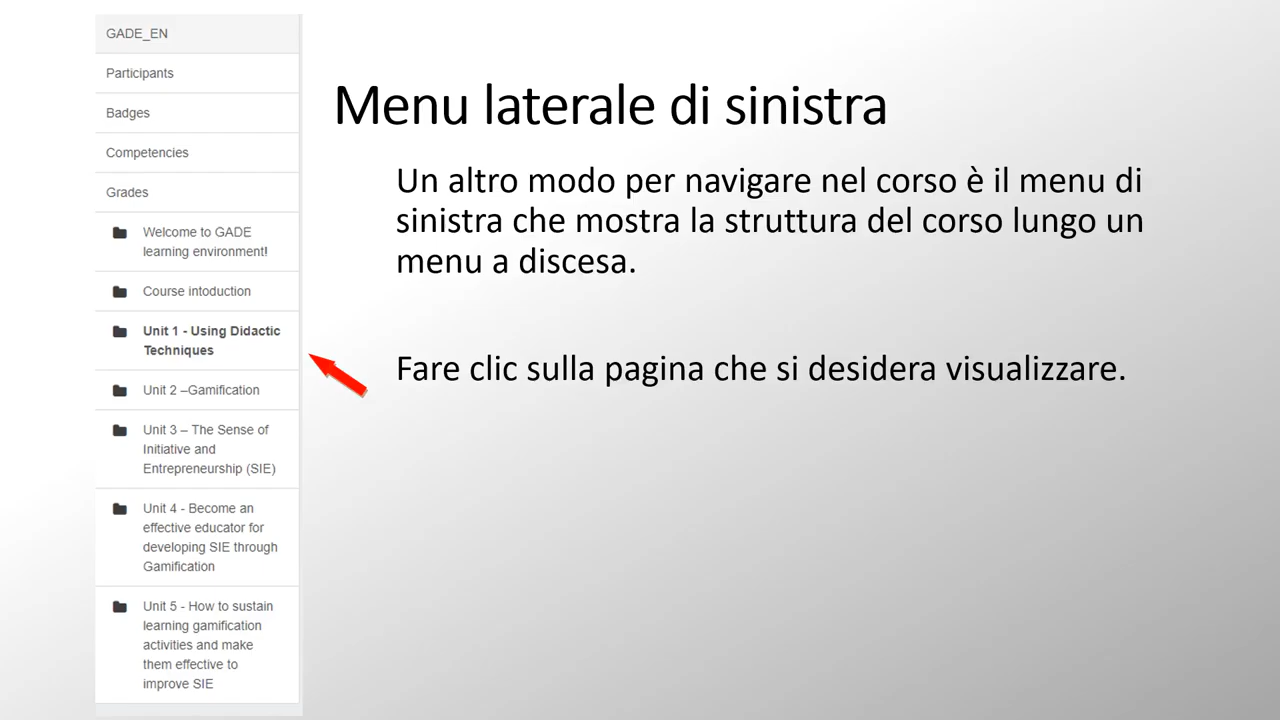 GADE_EN
Participants
Badges
Competencies
Grades
Welcome to GADE
learning environment!
Course intoduction
Unit 1 - Using Didactic
Techniques
Unit 2 –Gamification
Unit 3 – The Sense of
Initiative and
Entrepreneurship (SIE)
Unit 4 - Become an
effective educator for
developing SIE through
Gamification
Unit 5 - How to sustain
learning gamification
activities and make
them effective to
improve SIE
Menu laterale di sinistra
Un altro modo per navigare nel corso è il menu di
sinistra che mostra la struttura del corso lungo un
menu a discesa.
Fare clic sulla pagina che si desidera visualizzare.